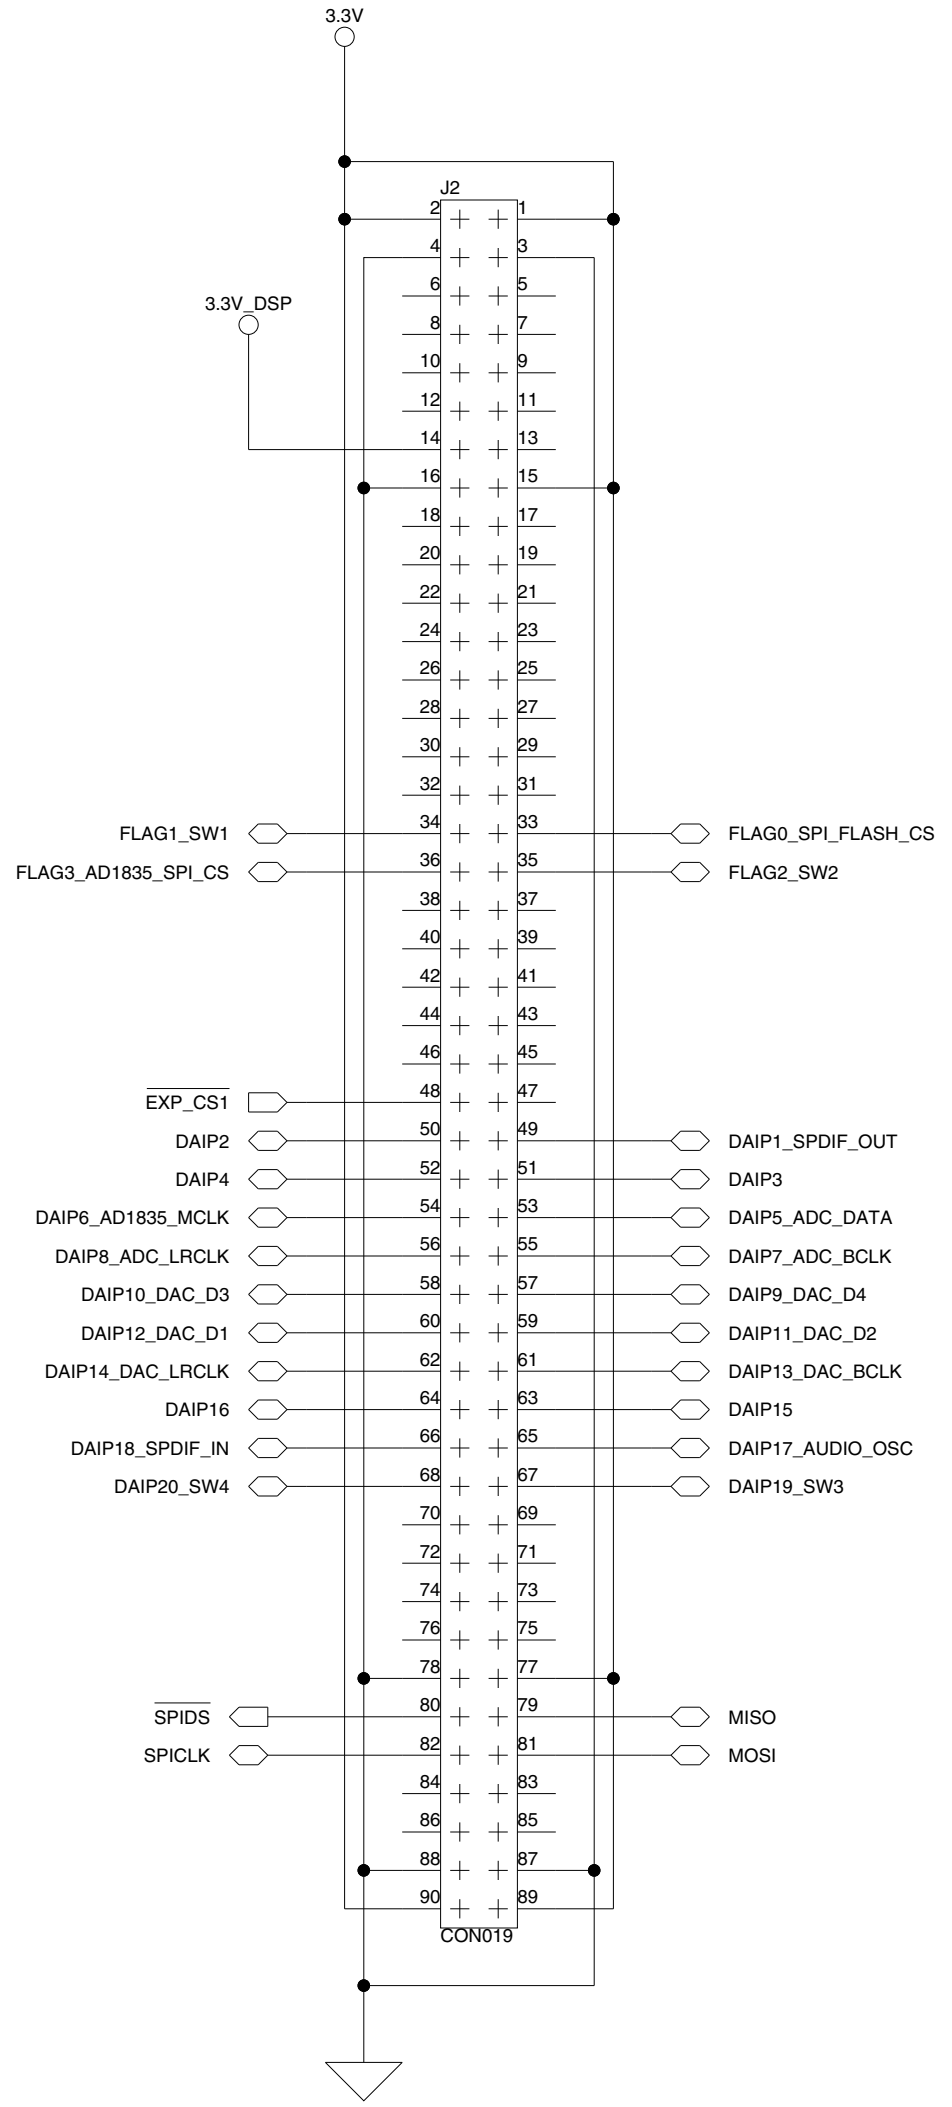 3.3V
J2
2 1
4 3
6 5
3.3V_DSP
8 7
10 9
12 11
14 13
16 15
18 17
20 19
22 21
24 23
26 25
28 27
30 29
32 31
FLAG1_SW1 34 33 FLAG0_SPI_FLASH_CS
FLAG3_AD1835_SPI_CS 36 35 FLAG2_SW2
38 37
40 39
42 41
44 43
46 45
EXP_CS1 48 47
DAIP2 50 49 DAIP1_SPDIF_OUT
DAIP4 52 51 DAIP3
DAIP6_AD1835_MCLK 54 53 DAIP5_ADC_DATA
DAIP8_ADC_LRCLK 56 55 DAIP7_ADC_BCLK
DAIP10_DAC_D3 58 57 DAIP9_DAC_D4
DAIP12_DAC_D1 60 59 DAIP11_DAC_D2
DAIP14_DAC_LRCLK 62 61 DAIP13_DAC_BCLK
DAIP16 64 63 DAIP15
DAIP18_SPDIF_IN 66 65 DAIP17_AUDIO_OSC
DAIP20_SW4 68 67 DAIP19_SW3
70 69
72 71
74 73
76 75
78 77
SPIDS 80 79 MISO
SPICLK 82 81 MOSI
84 83
86 85
88 87
90 89
CON019